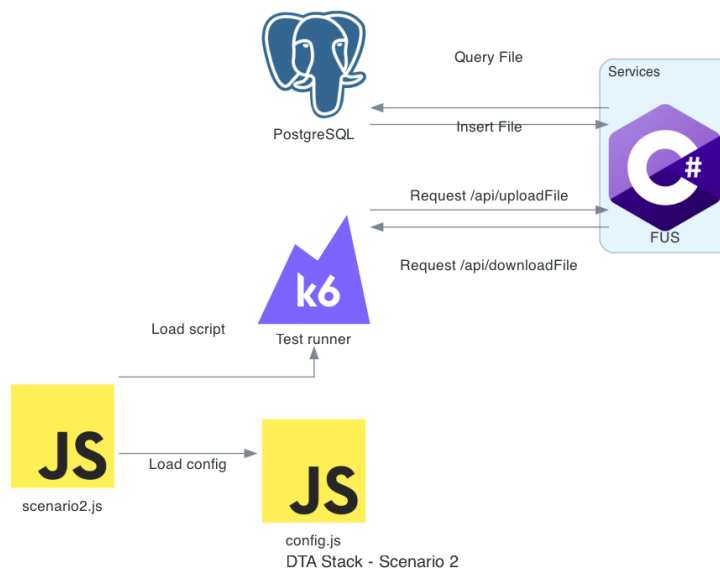 Query File
Services
PostgreSQL
Insert File
C#
Request /api/uploadFile
FUS
Request /api/downloadFile
k6
Load script
Test runner
JS
Load config
JS
scenario2.js
config.js
DTA Stack - Scenario 2